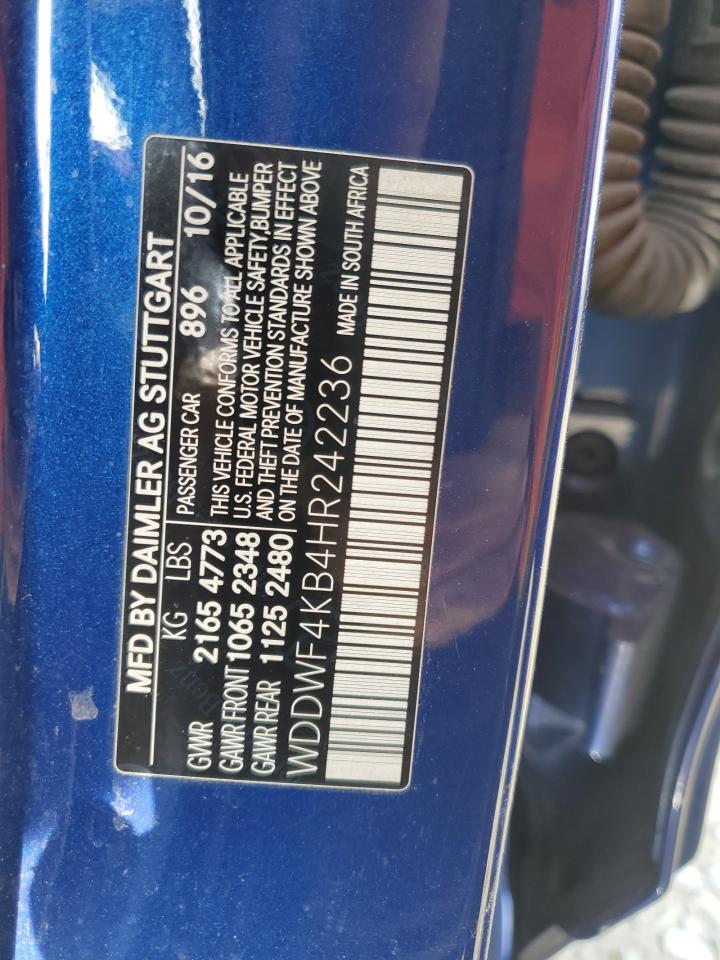 MFD BY DAIMLER AG STUTTGART
KG LBS
GVWR 2165 4773
GAWR FRONT 1065 2348
GAWR REAR 1125 2480
PASSENGER CAR 896 10/16
THIS VEHICLE CONFORMS TO ALL APPLICABLE
U.S. FEDERAL MOTOR VEHICLE SAFETY,BUMPER
AND THEFT PREVENTION STANDARDS IN EFFECT
ON THE DATE OF MANUFACTURE SHOWN ABOVE
WDDWF4KB4HR242236 MADE IN SOUTH AFRICA